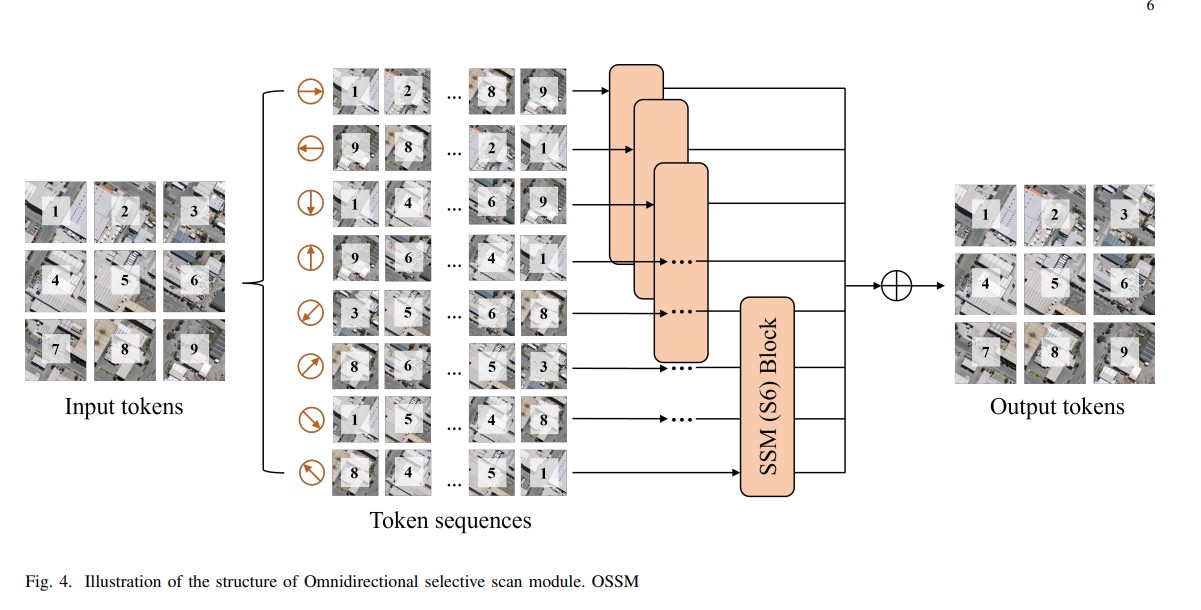 6
1 2 ... 8 9
9 8 ... 2 1
1 4 ... 6 9
9 6 ... 4 1 ...
3 5 ... 6 8 ...
8 6 ... 5 3 ...
1 5 ... 4 8 ...
8 4 ... 5 1
1 2 3
4 5 6
7 8 9
Input tokens
Token sequences
SSM (S6) Block
1 2 3
4 5 6
7 8 9
Output tokens
Fig. 4. Illustration of the structure of Omnidirectional selective scan module. OSSM